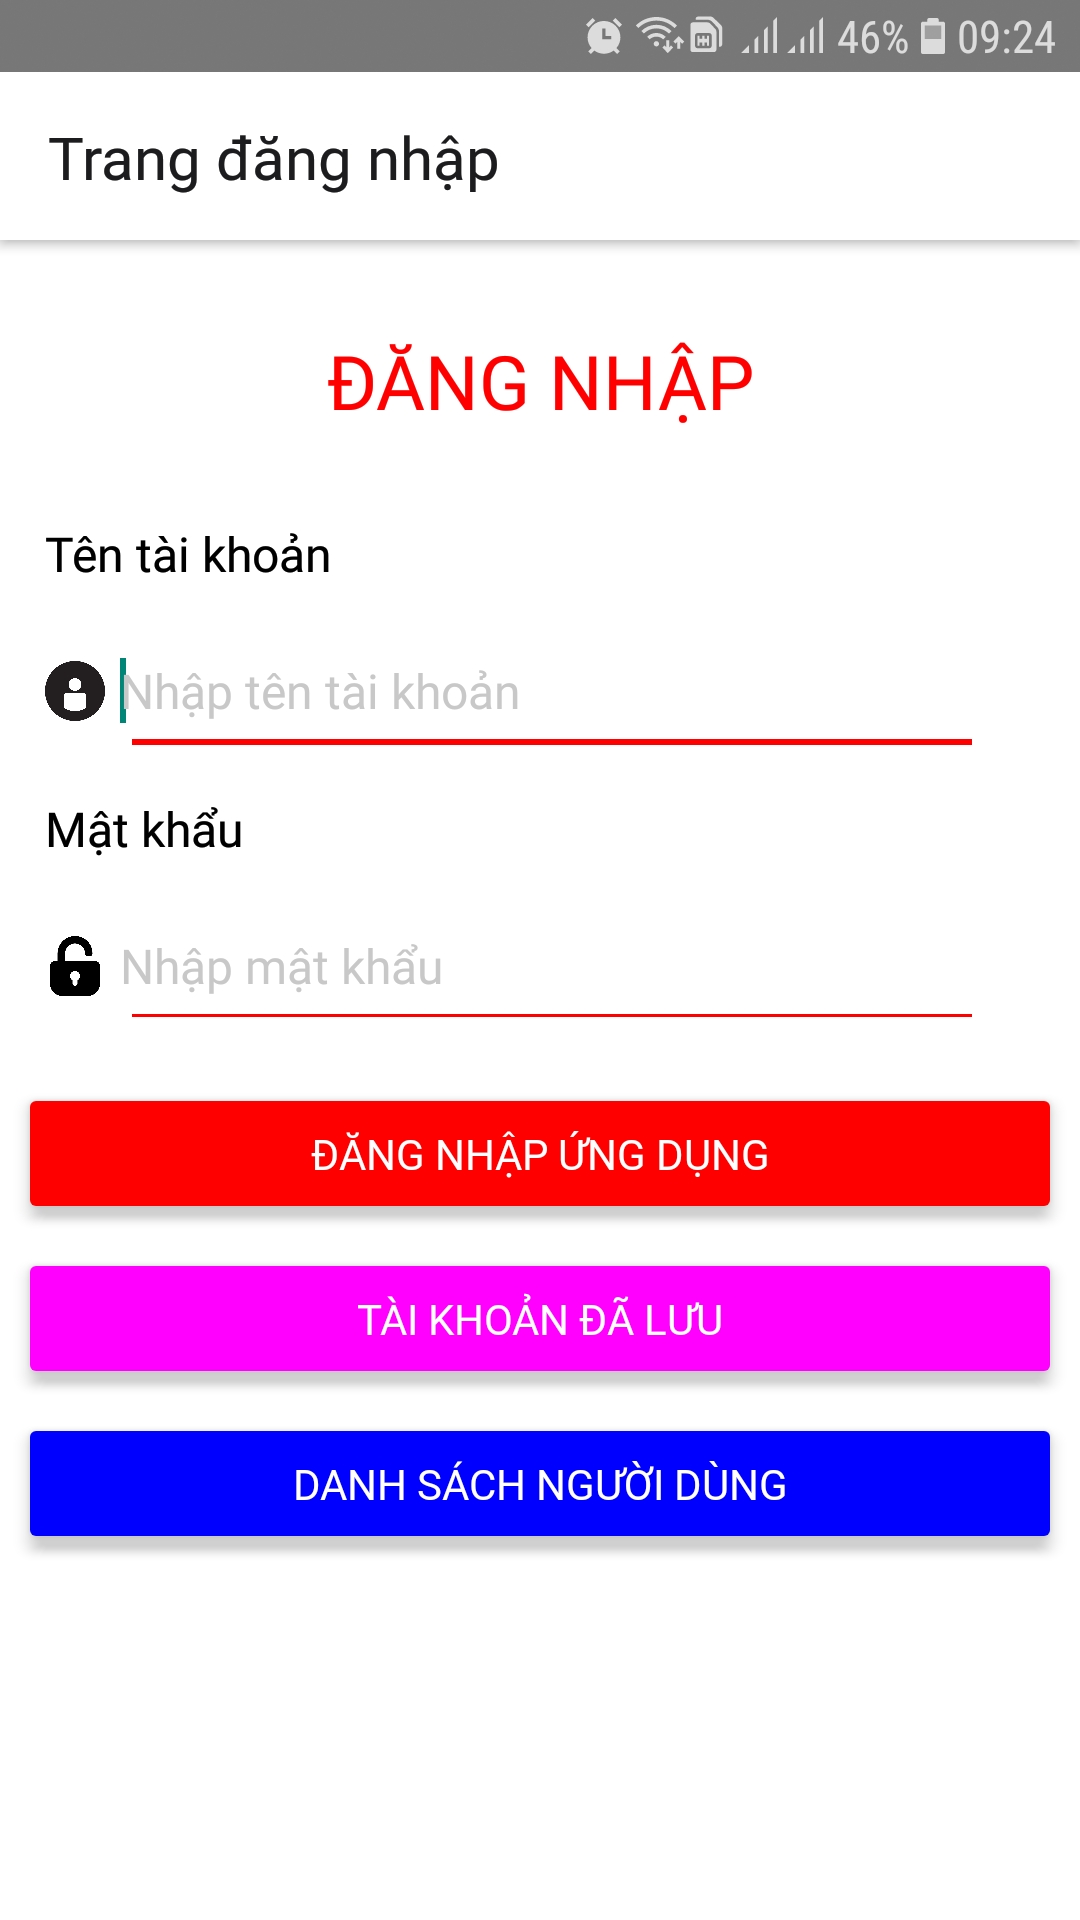 46% 09:24
Trang đăng nhập
ĐĂNG NHẬP
Tên tài khoản
Nhập tên tài khoản
Mật khẩu
Nhập mật khẩu
ĐĂNG NHẬP ỨNG DỤNG
TÀI KHOẢN ĐÃ LƯU
DANH SÁCH NGƯỜI DÙNG